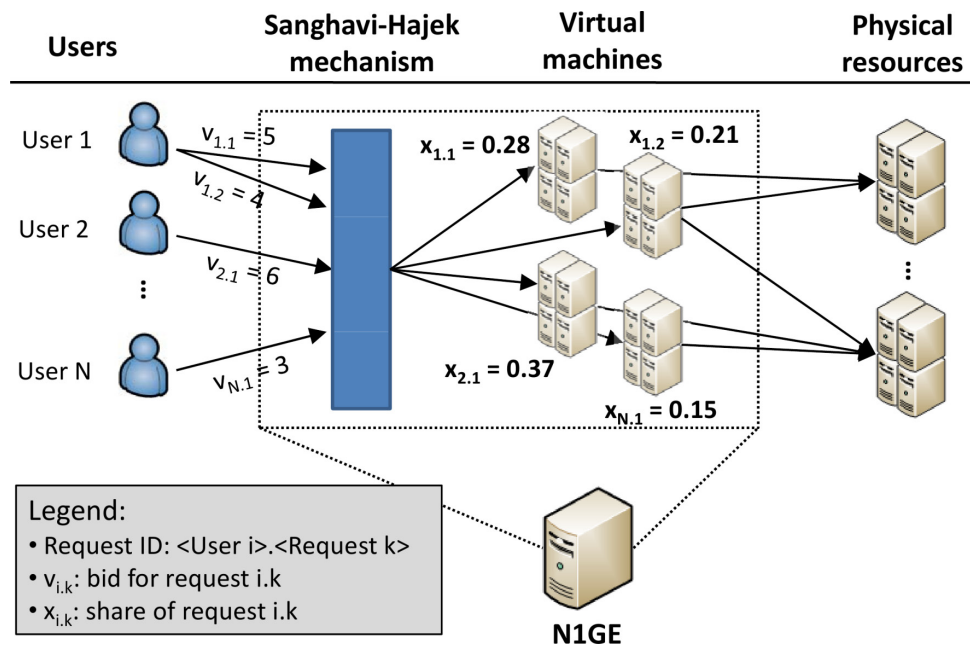 Users
Sanghavi-Hajek
mechanism
Virtual
machines
Physical
resources
User 1
User 2
...
User N
v1.1 = 5
v1.2 = 4
v2.1 = 6
vN.1 = 3
x1.1 = 0.28
x1.2 = 0.21
x2.1 = 0.37
xN.1 = 0.15
...
Legend:
• Request ID: <User i>.<Request k>
• vi.k: bid for request i.k
• xi.k: share of request i.k
N1GE